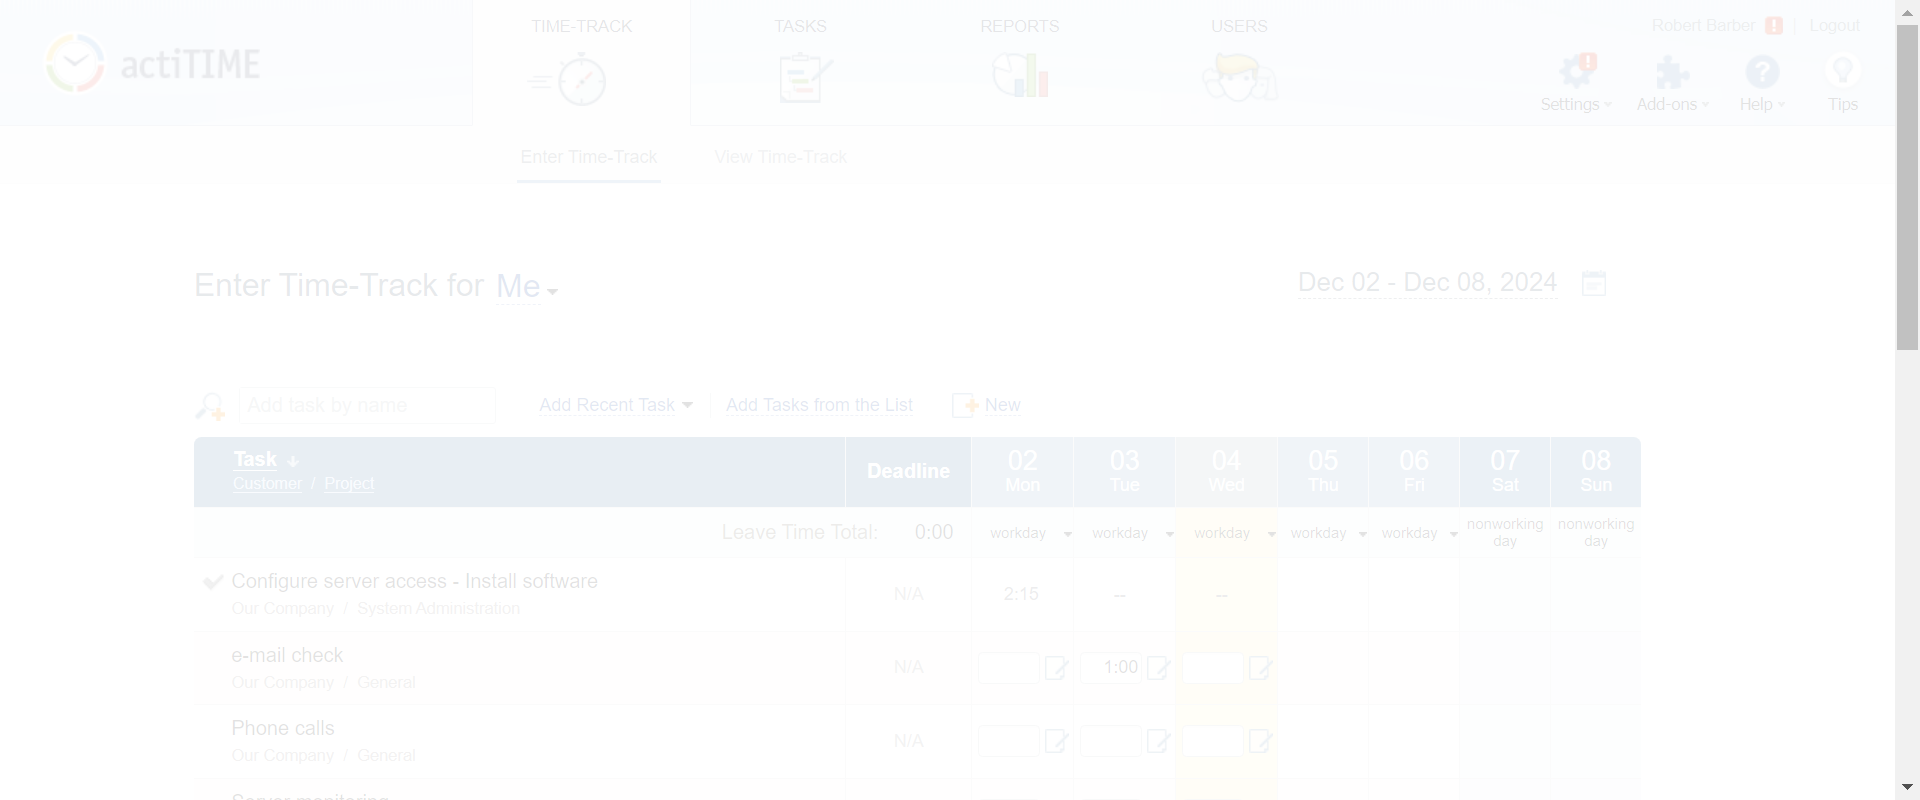 TIME-TRACK
TASKS
REPORTS
USERS
Robert Barber
Logout
actiTIME
Settings
Add-ons
Help
Tips
Enter Time-Track
View Time-Track
Enter Time-Track for Me
Dec 02 - Dec 08, 2024
Add task by name
Add Recent Task
Add Tasks from the List
New
Task
Customer / Project
Deadline
02 Mon
03 Tue
04 Wed
05 Thu
06 Fri
07 Sat
08 Sun
Leave Time Total: 0:00
workday
workday
workday
workday
workday
nonworking day
nonworking day
Configure server access - Install software
Our Company / System Administration
N/A
2:15
--
--
e-mail check
Our Company / General
N/A
1:00
Phone calls
Our Company / General
N/A
Server monitoring